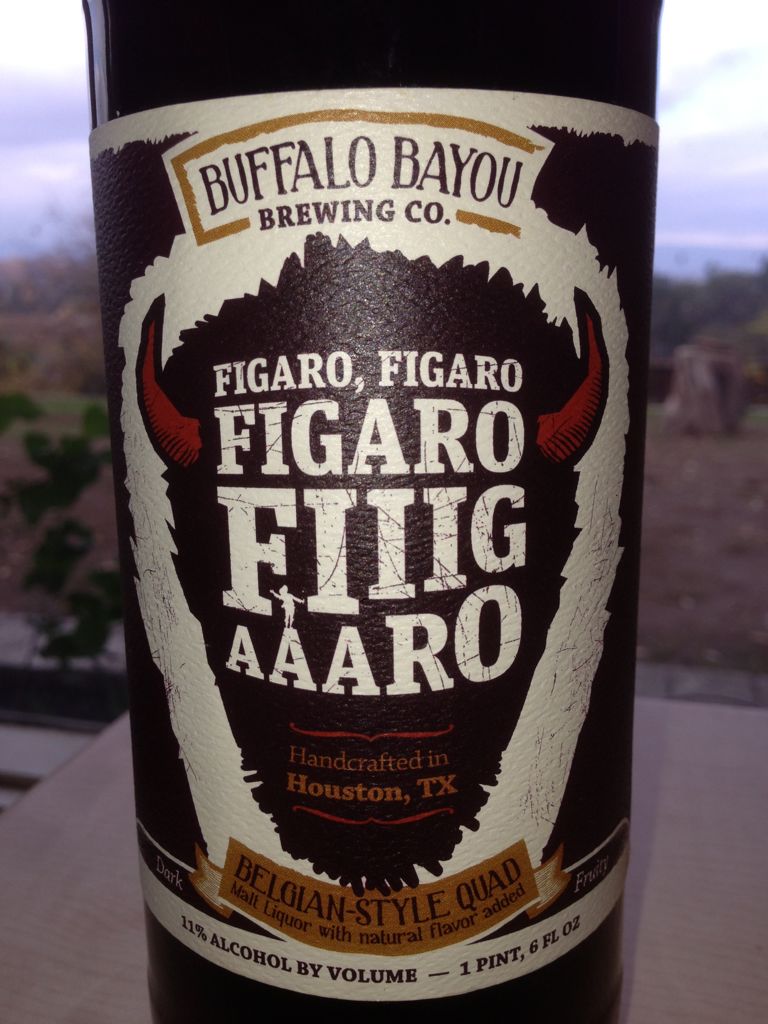 BUFFALO BAYOU
BREWING CO.
FIGARO, FIGARO
FIGARO
FIIIG
AAARO
Handcrafted in
Houston, TX
Dark
BELGIAN-STYLE QUAD
Fruity
Malt Liquor with natural flavor added
11% ALCOHOL BY VOLUME — 1 PINT, 6 FL OZ